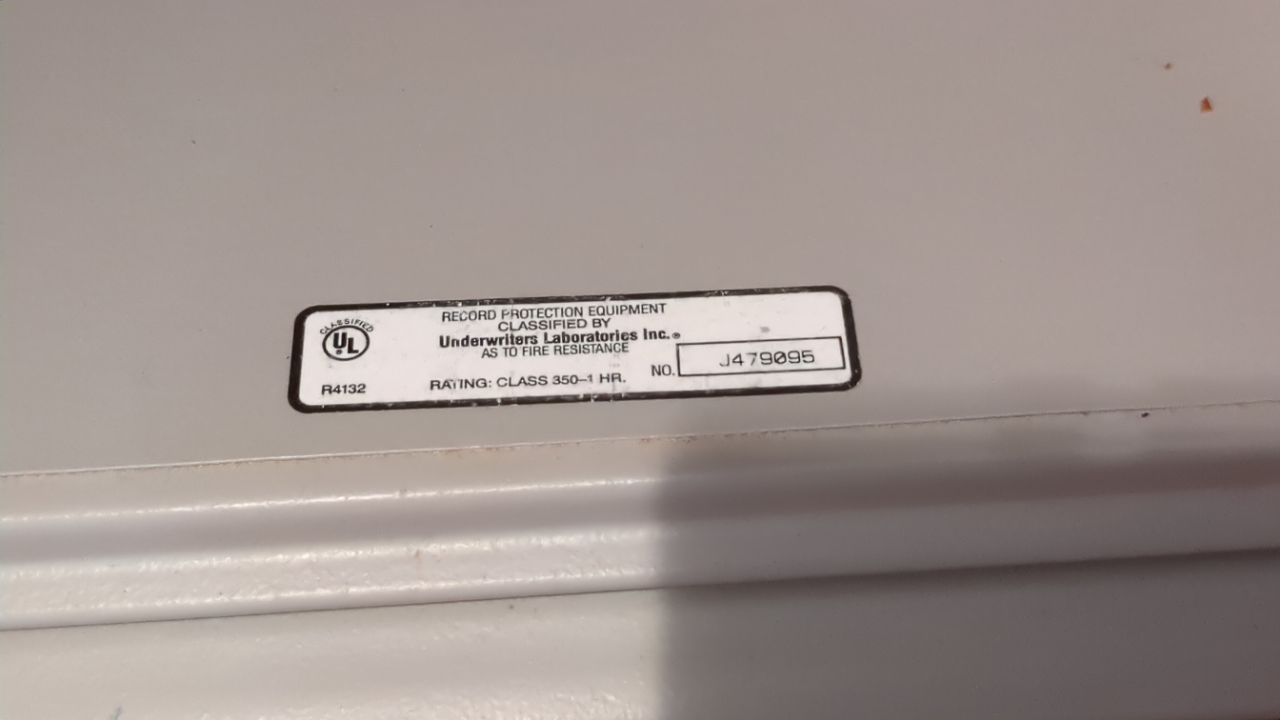 CLASSIFIED
UL®
R4132
RECORD PROTECTION EQUIPMENT
CLASSIFIED BY
Underwriters Laboratories Inc.®
AS TO FIRE RESISTANCE
RATING: CLASS 350-1 HR.
NO. J479095